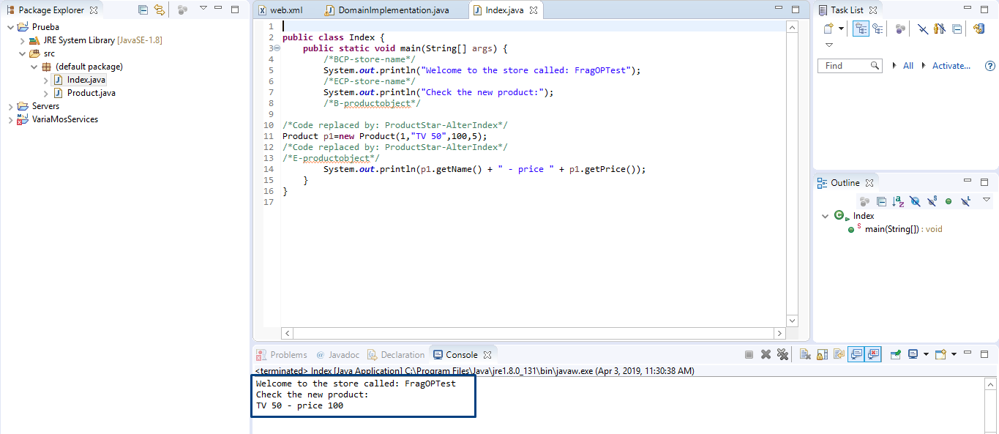 Package Explorer
Prueba
JRE System Library [JavaSE-1.8]
src
(default package)
Index.java
Product.java
Servers
VariaMosServices
web.xml
DomainImplementation.java
Index.java
1
2 public class Index {
3 public static void main(String[] args) {
4 /*BCP-store-name*/
5 System.out.println("Welcome to the store called: FragOPTest");
6 /*ECP-store-name*/
7 System.out.println("Check the new product:");
8 /*B-productobject*/
9
10 /*Code replaced by: ProductStar-AlterIndex*/
11 Product p1=new Product(1,"TV 50",100,5);
12 /*Code replaced by: ProductStar-AlterIndex*/
13 /*E-productobject*/
14 System.out.println(p1.getName() + " - price " + p1.getPrice());
15 }
16 }
17
Task List
Find
All
Activate...
Outline
Index
main(String[]) : void
Problems
@ Javadoc
Declaration
Console
<terminated> Index [Java Application] C:\Program Files\Java\jre1.8.0_131\bin\javaw.exe (Apr 3, 2019, 11:30:38 AM)
Welcome to the store called: FragOPTest
Check the new product:
TV 50 - price 100